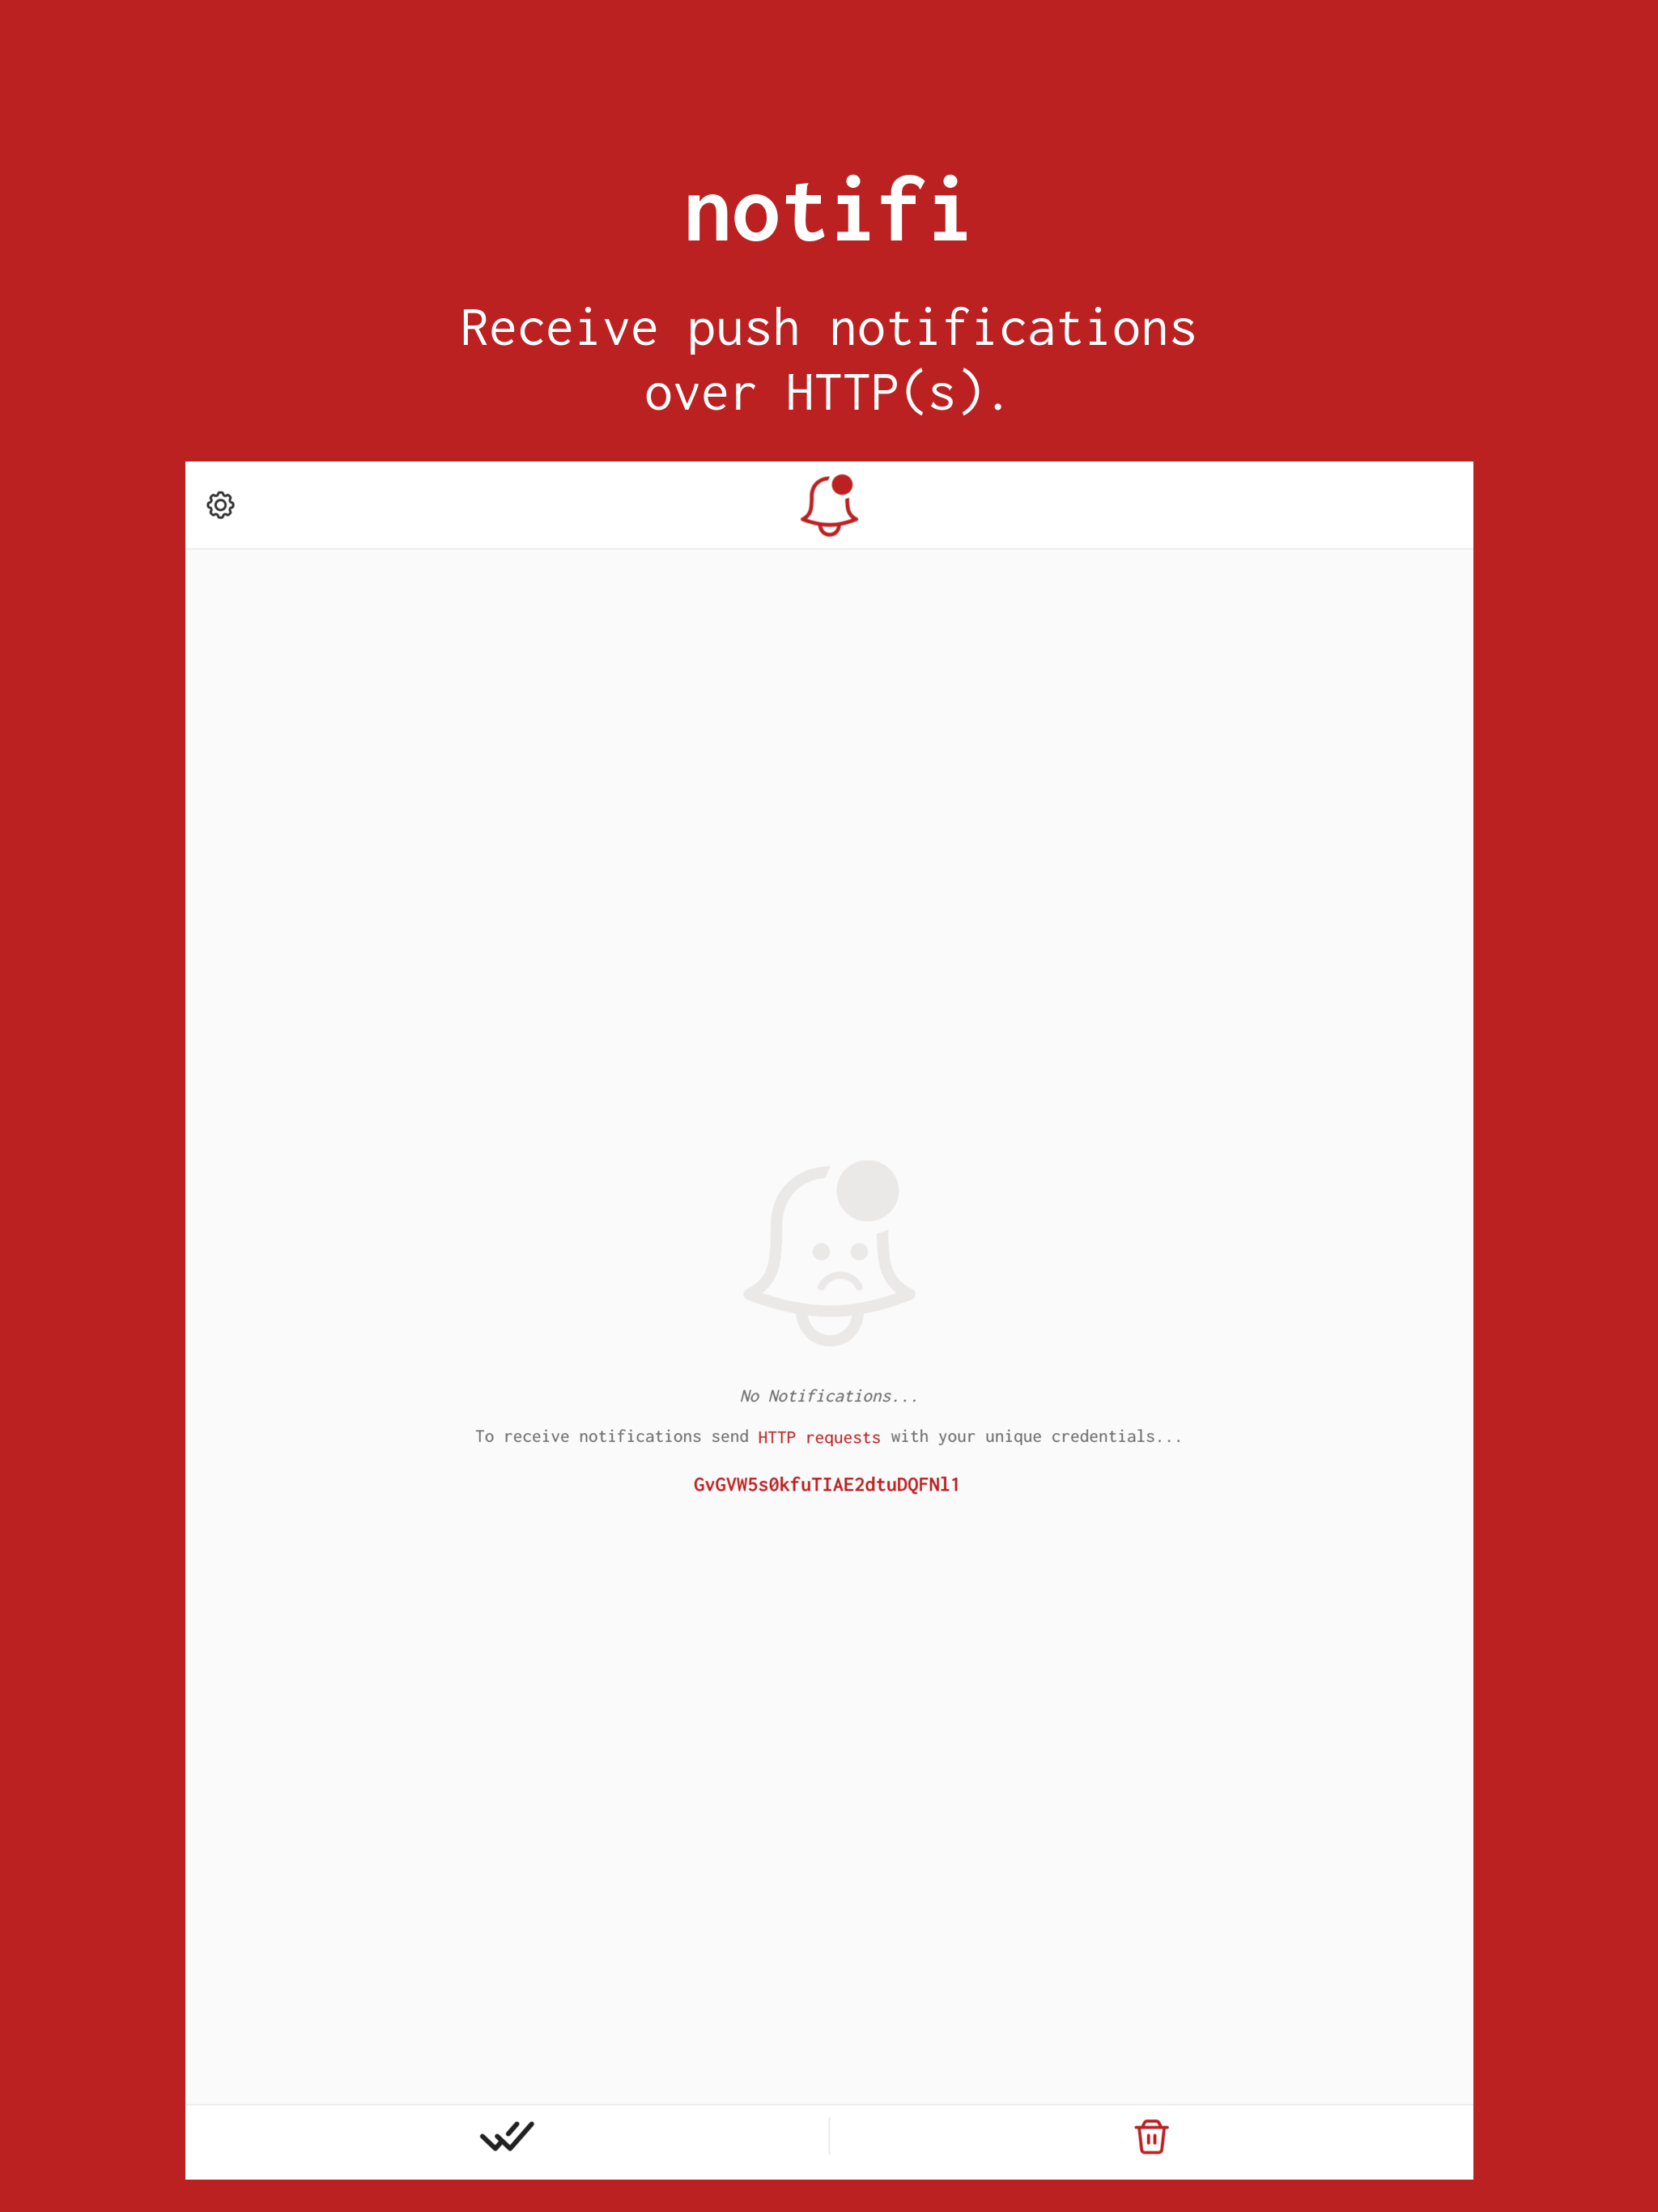 notifi
Receive push notifications
over HTTP(s).
No Notifications...
To receive notifications send HTTP requests with your unique credentials...
GvGVW5s0kfuTIAE2dtuDQFNl1